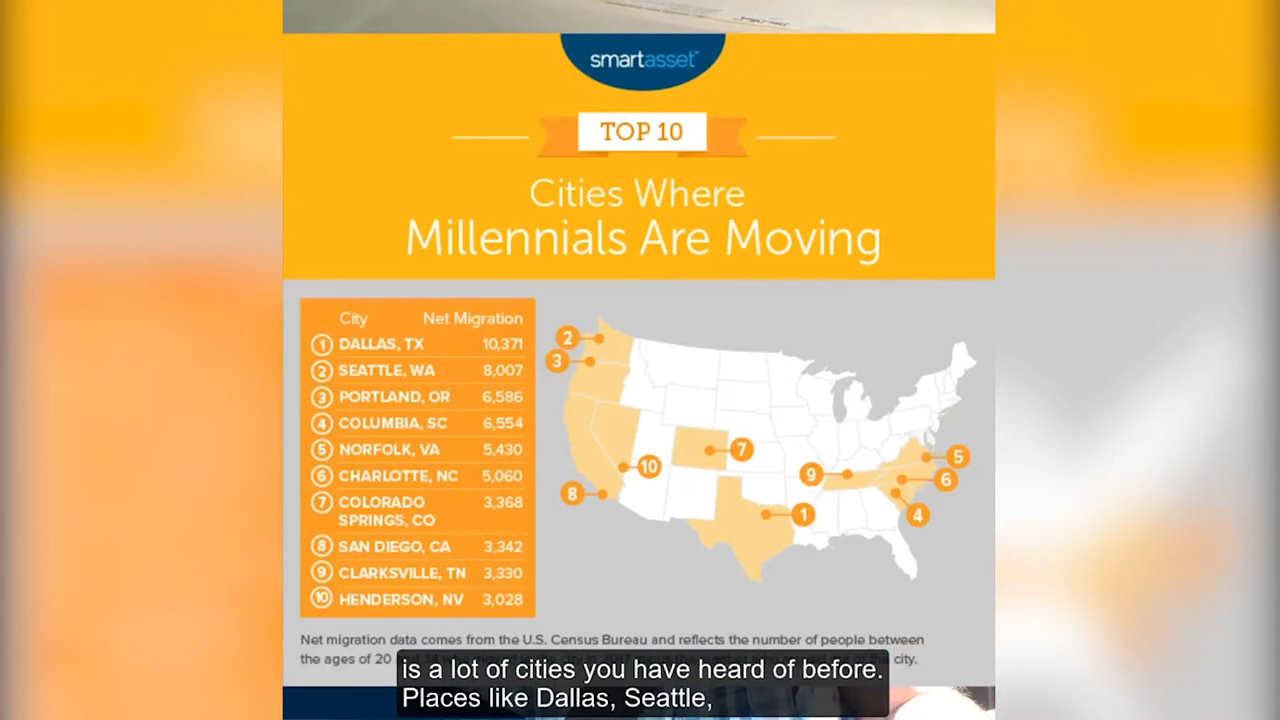 smartasset™
TOP 10
Cities Where
Millennials Are Moving
City Net Migration
1 DALLAS, TX 10,371
2 SEATTLE, WA 8,007
3 PORTLAND, OR 6,586
4 COLUMBIA, SC 6,554
5 NORFOLK, VA 5,430
6 CHARLOTTE, NC 5,060
7 COLORADO 3,368
SPRINGS, CO
8 SAN DIEGO, CA 3,342
9 CLARKSVILLE, TN 3,330
10 HENDERSON, NV 3,028
2
3
7
10
8
9
1
5
6
4
Net migration data comes from the U.S. Census Bureau and reflects the number of people between
the ages of 20 city.
is a lot of cities you have heard of before.
Places like Dallas, Seattle,